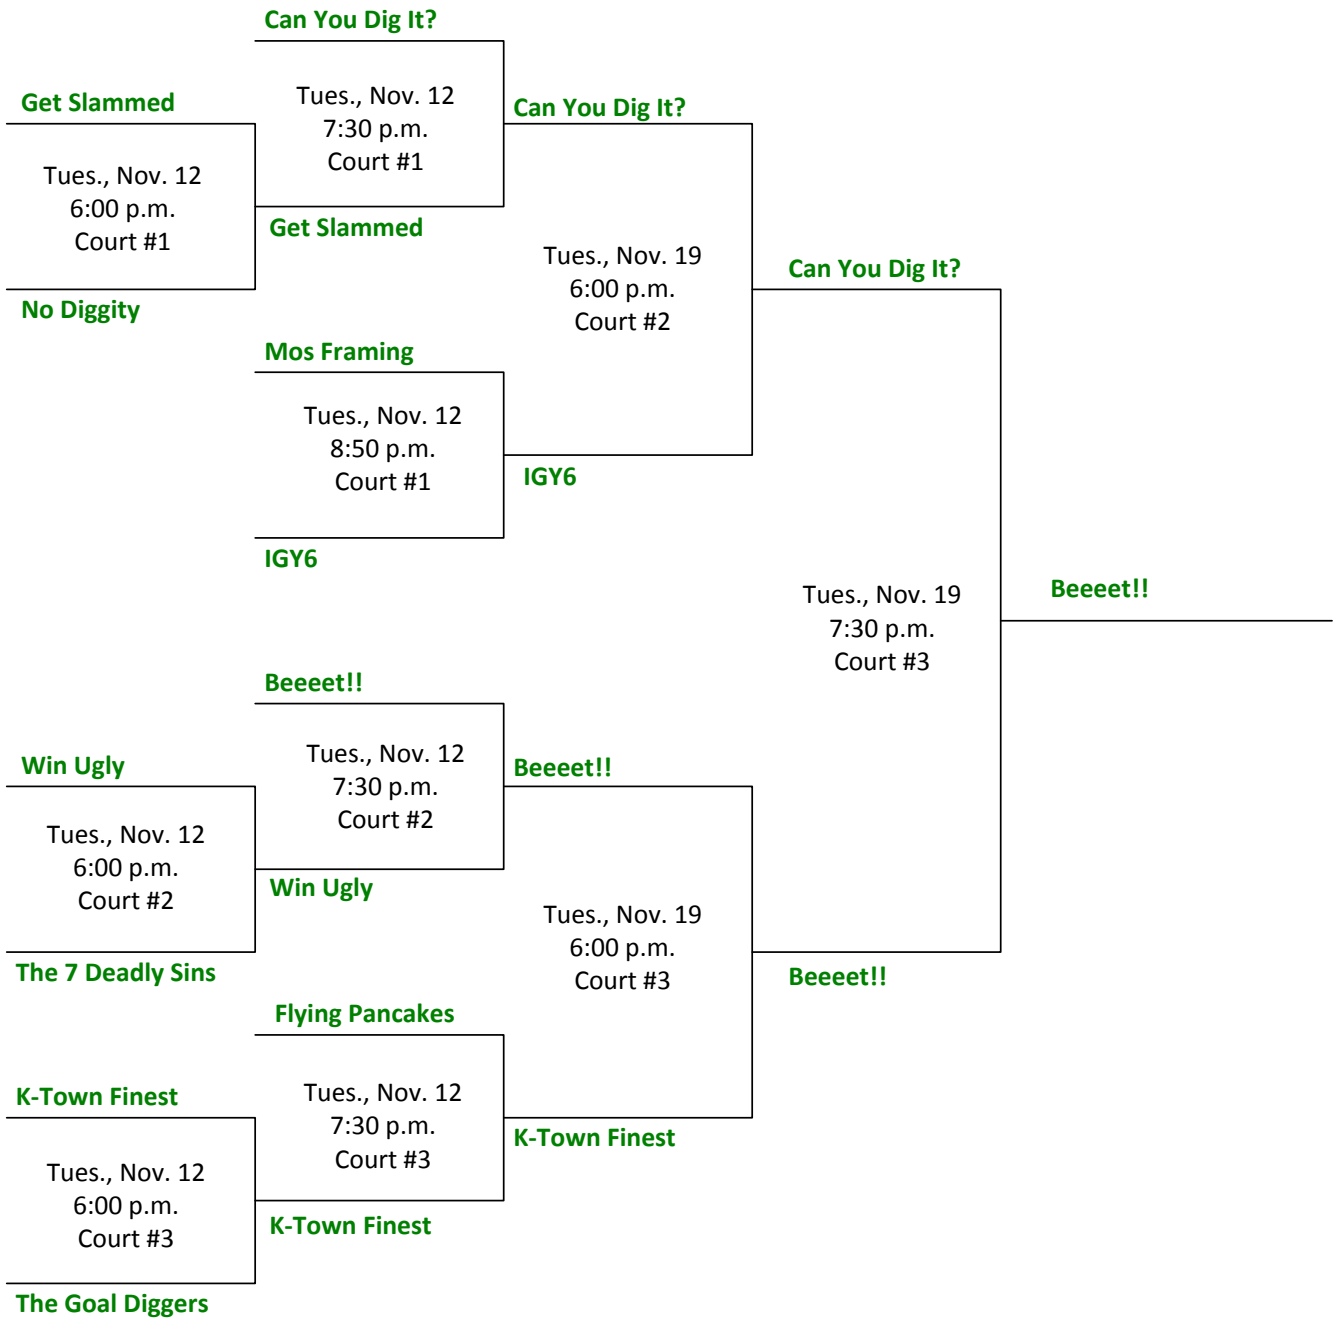 Can You Dig It?
Get Slammed
Tues., Nov. 12
7:30 p.m.
Court #1
Can You Dig It?
Tues., Nov. 12
6:00 p.m.
Court #1
Get Slammed
No Diggity
Tues., Nov. 19
6:00 p.m.
Court #2
Can You Dig It?
Mos Framing
Tues., Nov. 12
8:50 p.m.
Court #1
IGY6
IGY6
Tues., Nov. 19
7:30 p.m.
Court #3
Beeeet!!
Beeeet!!
Win Ugly
Tues., Nov. 12
7:30 p.m.
Court #2
Beeeet!!
Tues., Nov. 12
6:00 p.m.
Court #2
Win Ugly
The 7 Deadly Sins
Tues., Nov. 19
6:00 p.m.
Court #3
Beeeet!!
Flying Pancakes
K-Town Finest
Tues., Nov. 12
7:30 p.m.
Court #3
K-Town Finest
Tues., Nov. 12
6:00 p.m.
Court #3
K-Town Finest
The Goal Diggers